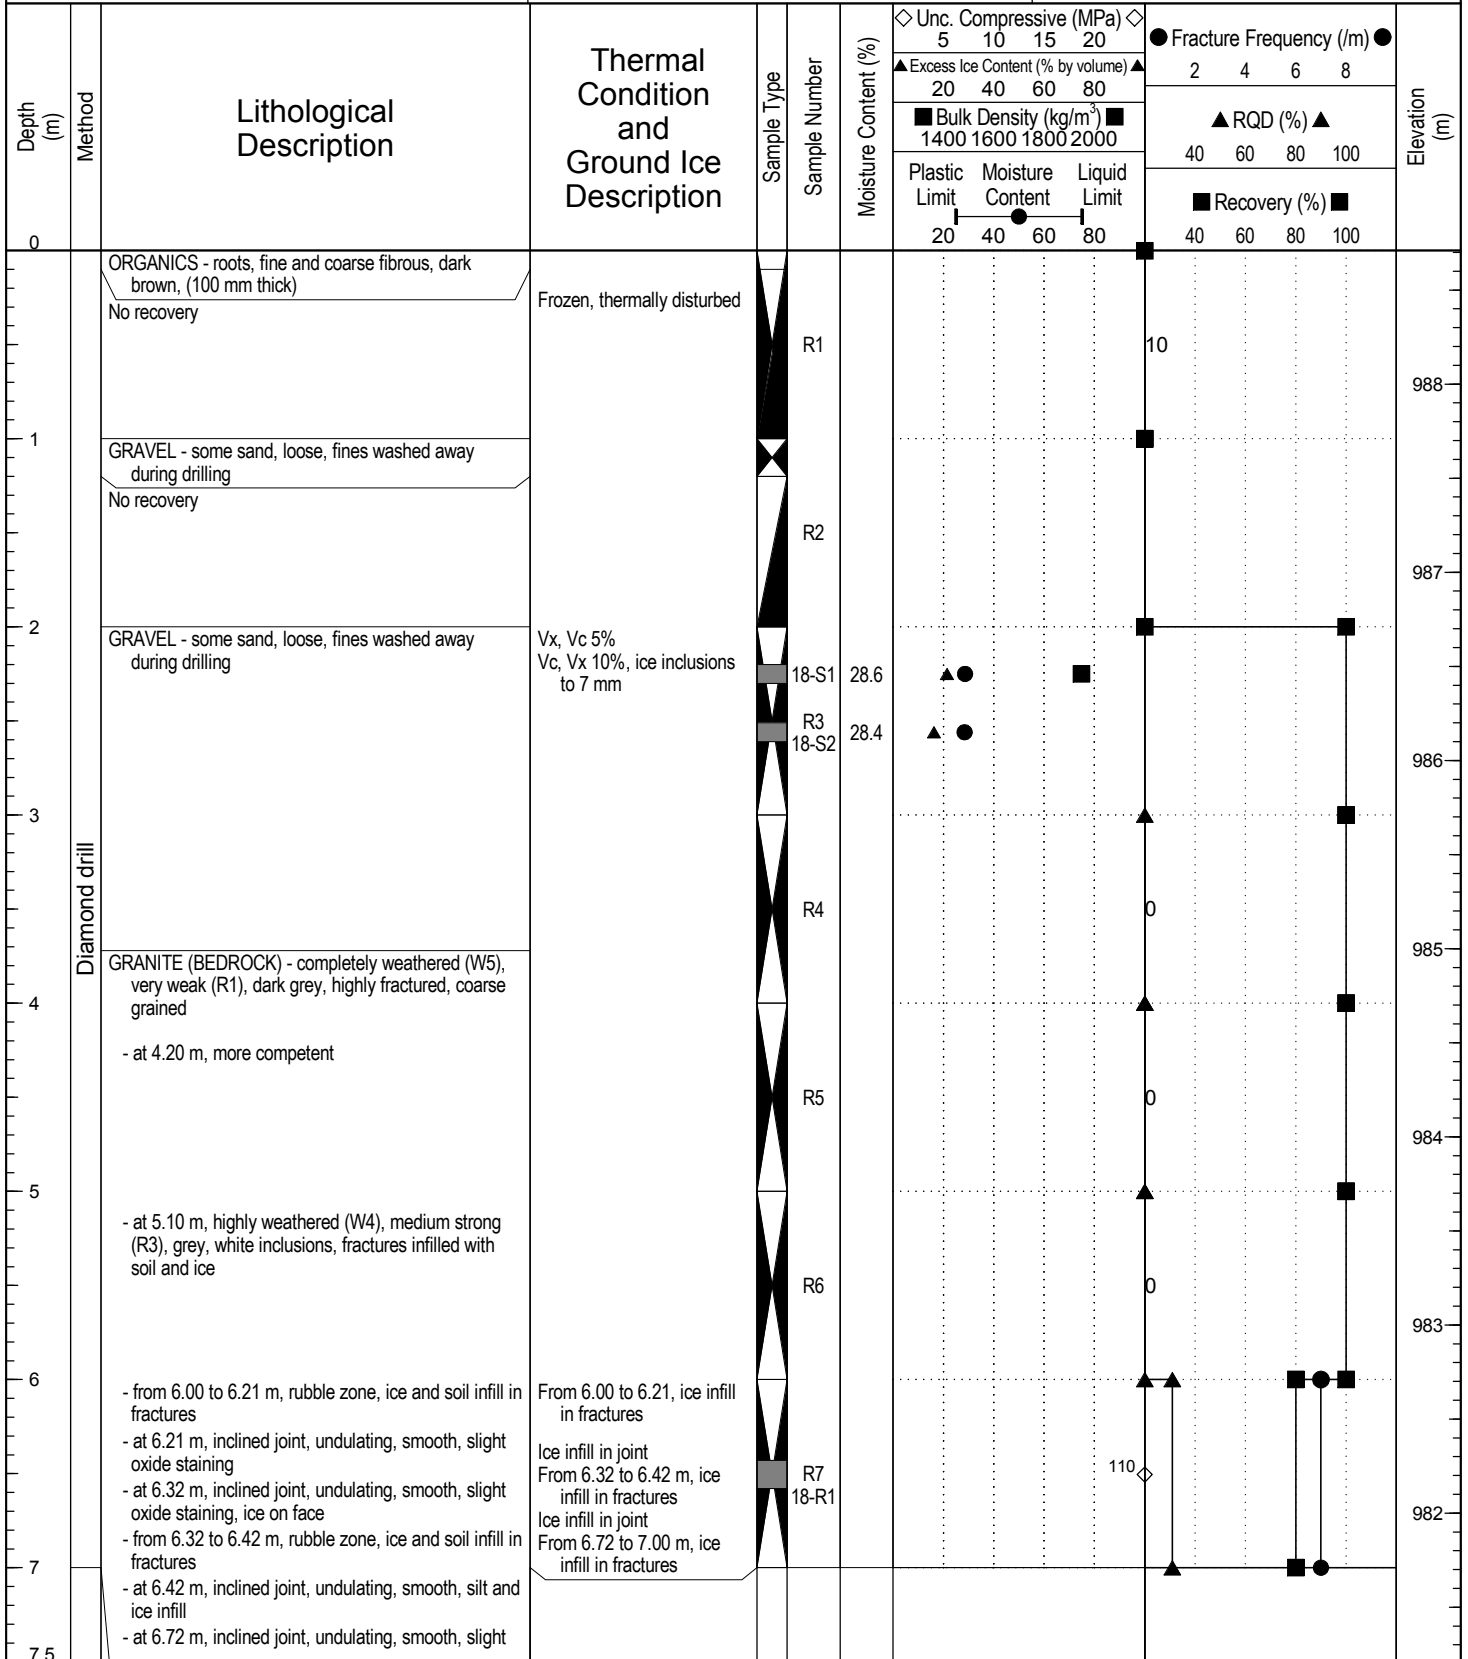 Depth
(m)
Method
Lithological
Description
Thermal
Condition
and
Ground Ice
Description
Sample Type
Sample Number
Moisture Content (%)
Unc. Compressive (MPa)
5 10 15 20
Excess Ice Content (% by volume)
20 40 60 80
Bulk Density (kg/m³)
1400 1600 1800 2000
Plastic Moisture Liquid
Limit Content Limit
20 40 60 80
Fracture Frequency (/m)
2 4 6 8
RQD (%)
40 60 80 100
Recovery (%)
40 60 80 100
Elevation
(m)
0
ORGANICS - roots, fine and coarse fibrous, dark
brown, (100 mm thick)
Frozen, thermally disturbed
No recovery
R1
10
988
1
GRAVEL - some sand, loose, fines washed away
during drilling
No recovery
R2
987
2
GRAVEL - some sand, loose, fines washed away
during drilling
Vx, Vc 5%
Vc, Vx 10%, ice inclusions
to 7 mm
18-S1 28.6
R3
18-S2 28.4
986
3
Diamond drill
R4
0
985
GRANITE (BEDROCK) - completely weathered (W5),
very weak (R1), dark grey, highly fractured, coarse
grained
4
- at 4.20 m, more competent
R5
0
984
5
- at 5.10 m, highly weathered (W4), medium strong
(R3), grey, white inclusions, fractures infilled with
soil and ice
R6
0
983
6
- from 6.00 to 6.21 m, rubble zone, ice and soil infill in
fractures
- at 6.21 m, inclined joint, undulating, smooth, slight
oxide staining
- at 6.32 m, inclined joint, undulating, smooth, slight
oxide staining, ice on face
- from 6.32 to 6.42 m, rubble zone, ice and soil infill in
fractures
- at 6.42 m, inclined joint, undulating, smooth, silt and
ice infill
- at 6.72 m, inclined joint, undulating, smooth, slight
From 6.00 to 6.21, ice infill
in fractures
Ice infill in joint
From 6.32 to 6.42 m, ice
infill in fractures
Ice infill in joint
From 6.72 to 7.00 m, ice
infill in fractures
R7
18-R1
110
982
7
7.5